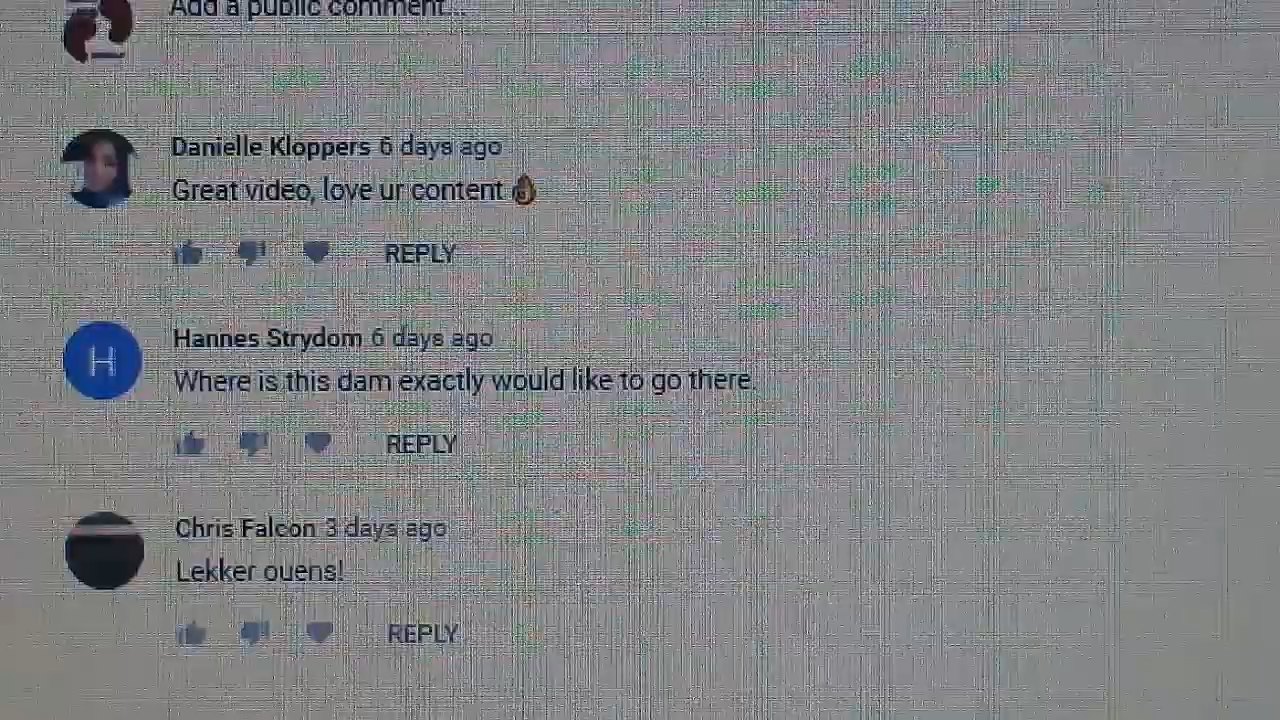 Add a public comment...
Danielle Kloppers 6 days ago
Great video, love ur content👌
REPLY
H
Hannes Strydom 6 days ago
Where is this dam exactly would like to go there.
REPLY
Chris Falcon 3 days ago
Lekker ouens!
REPLY